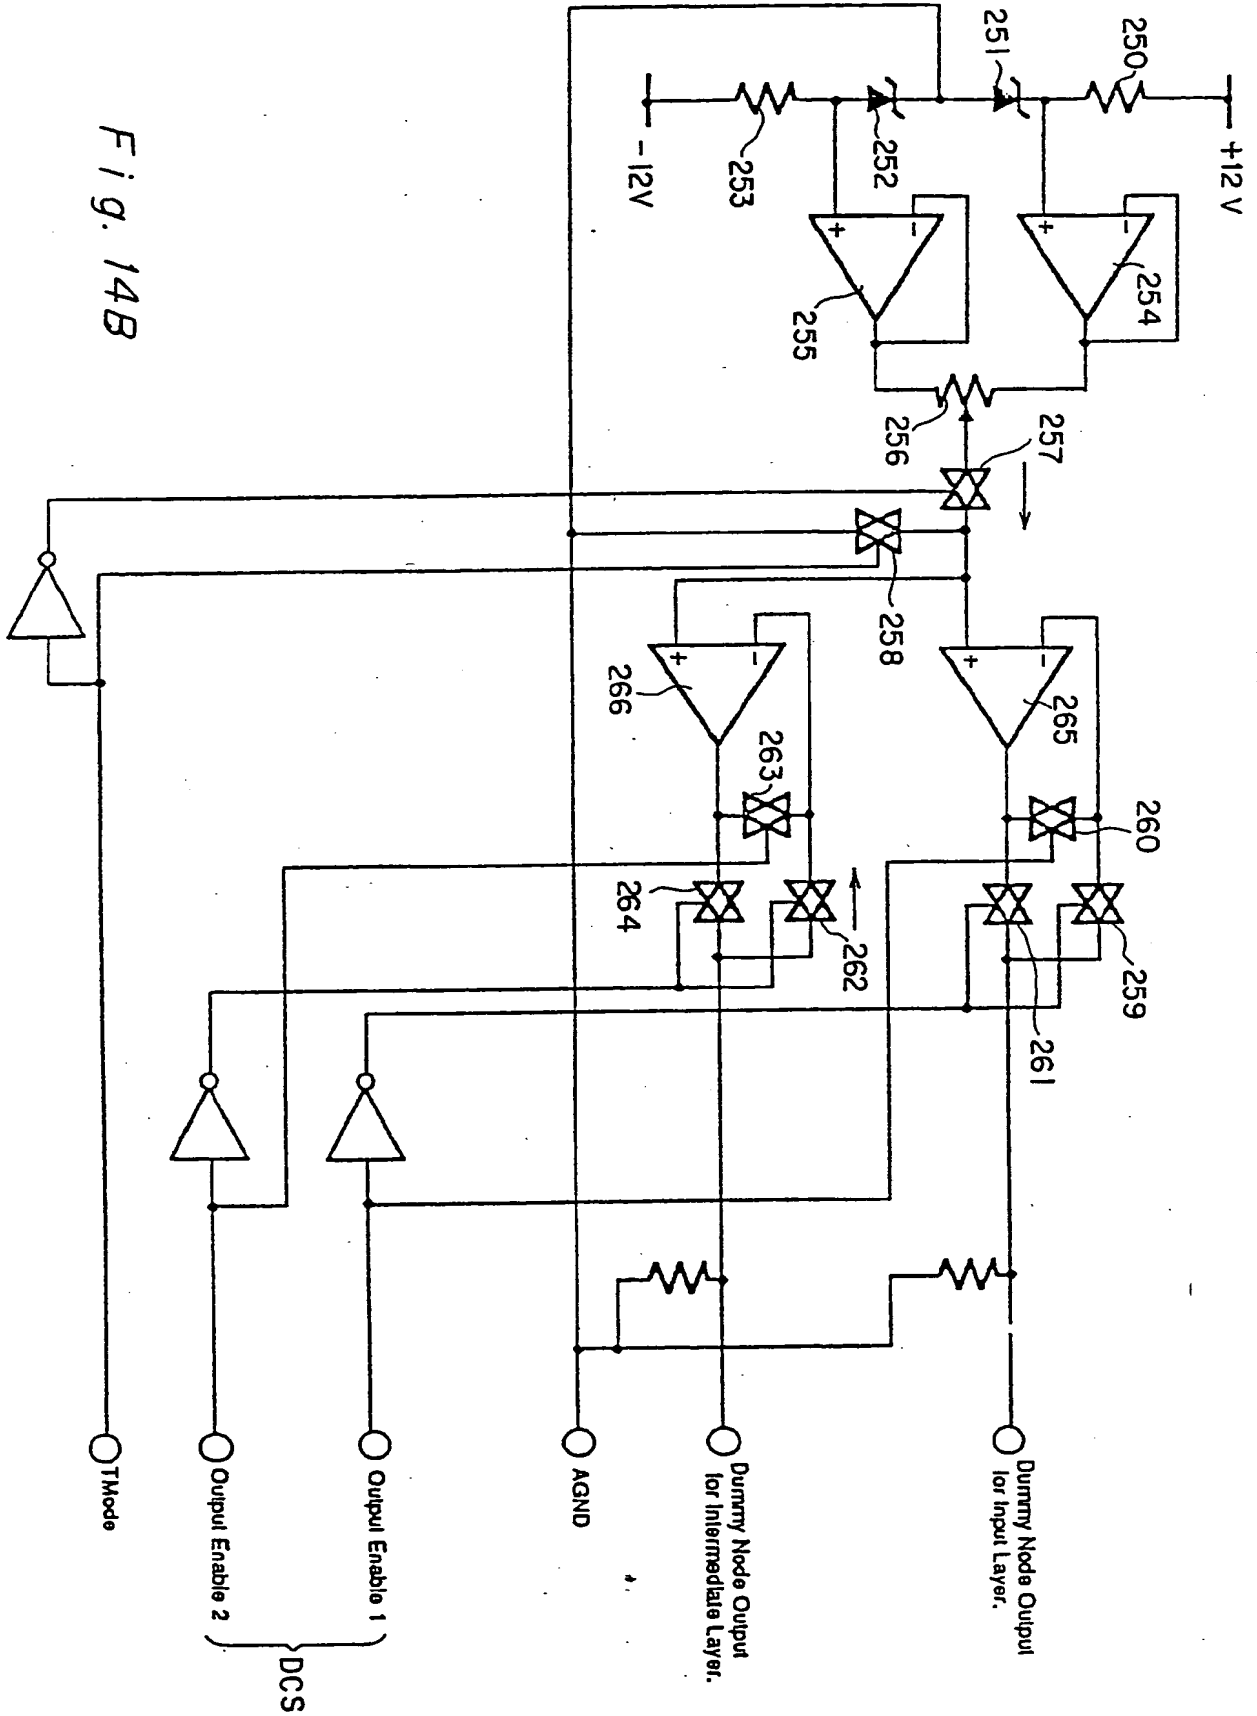 +12V
250
251
252
253
-12V
-
+
254
-
+
255
256
257
258
-
+
265
-
+
266
260
259
261
263
262
264
Dummy Node Output
for Input Layer.
Dummy Node Output
for Intermediate Layer.
AGND
Output Enable 1
Output Enable 2
DCS
TMode
Fig. 14B